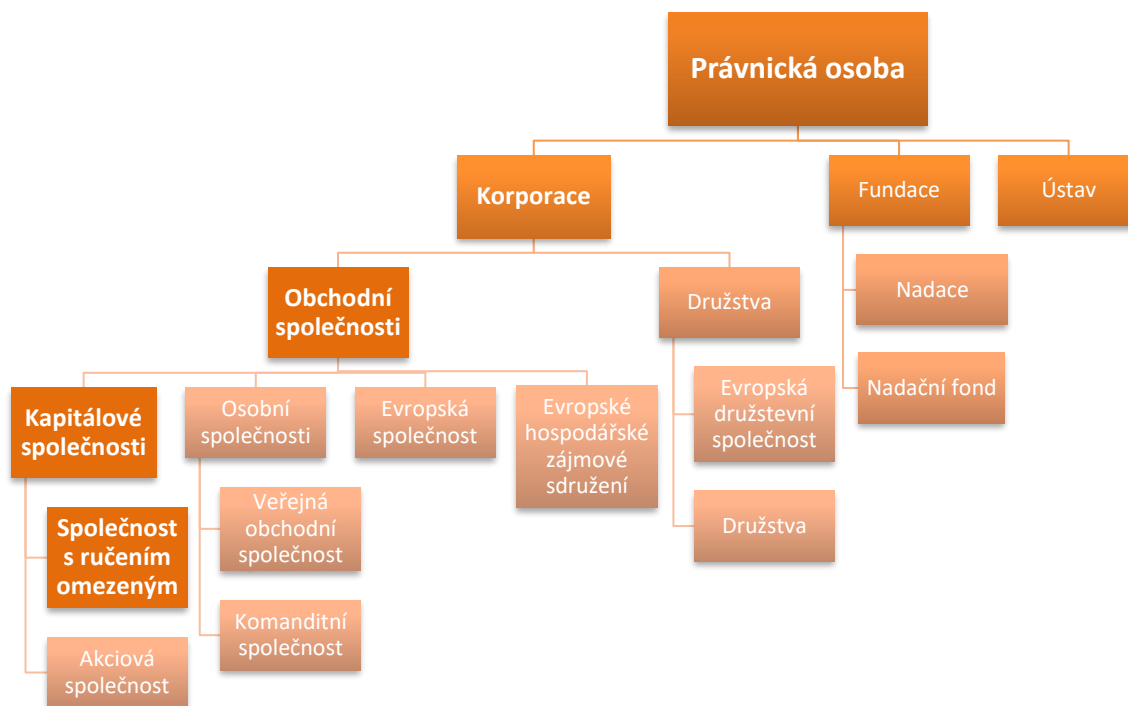 Právnická osoba
Korporace
Fundace
Ústav
Obchodní
společnosti
Družstva
Nadace
Nadační fond
Kapitálové
společnosti
Osobní
společnosti
Evropská
společnost
Evropské
hospodářské
zájmové
sdružení
Evropská
družstevní
společnost
Společnost
s ručením
omezeným
Veřejná
obchodní
společnost
Družstva
Komanditní
společnost
Akciová
společnost